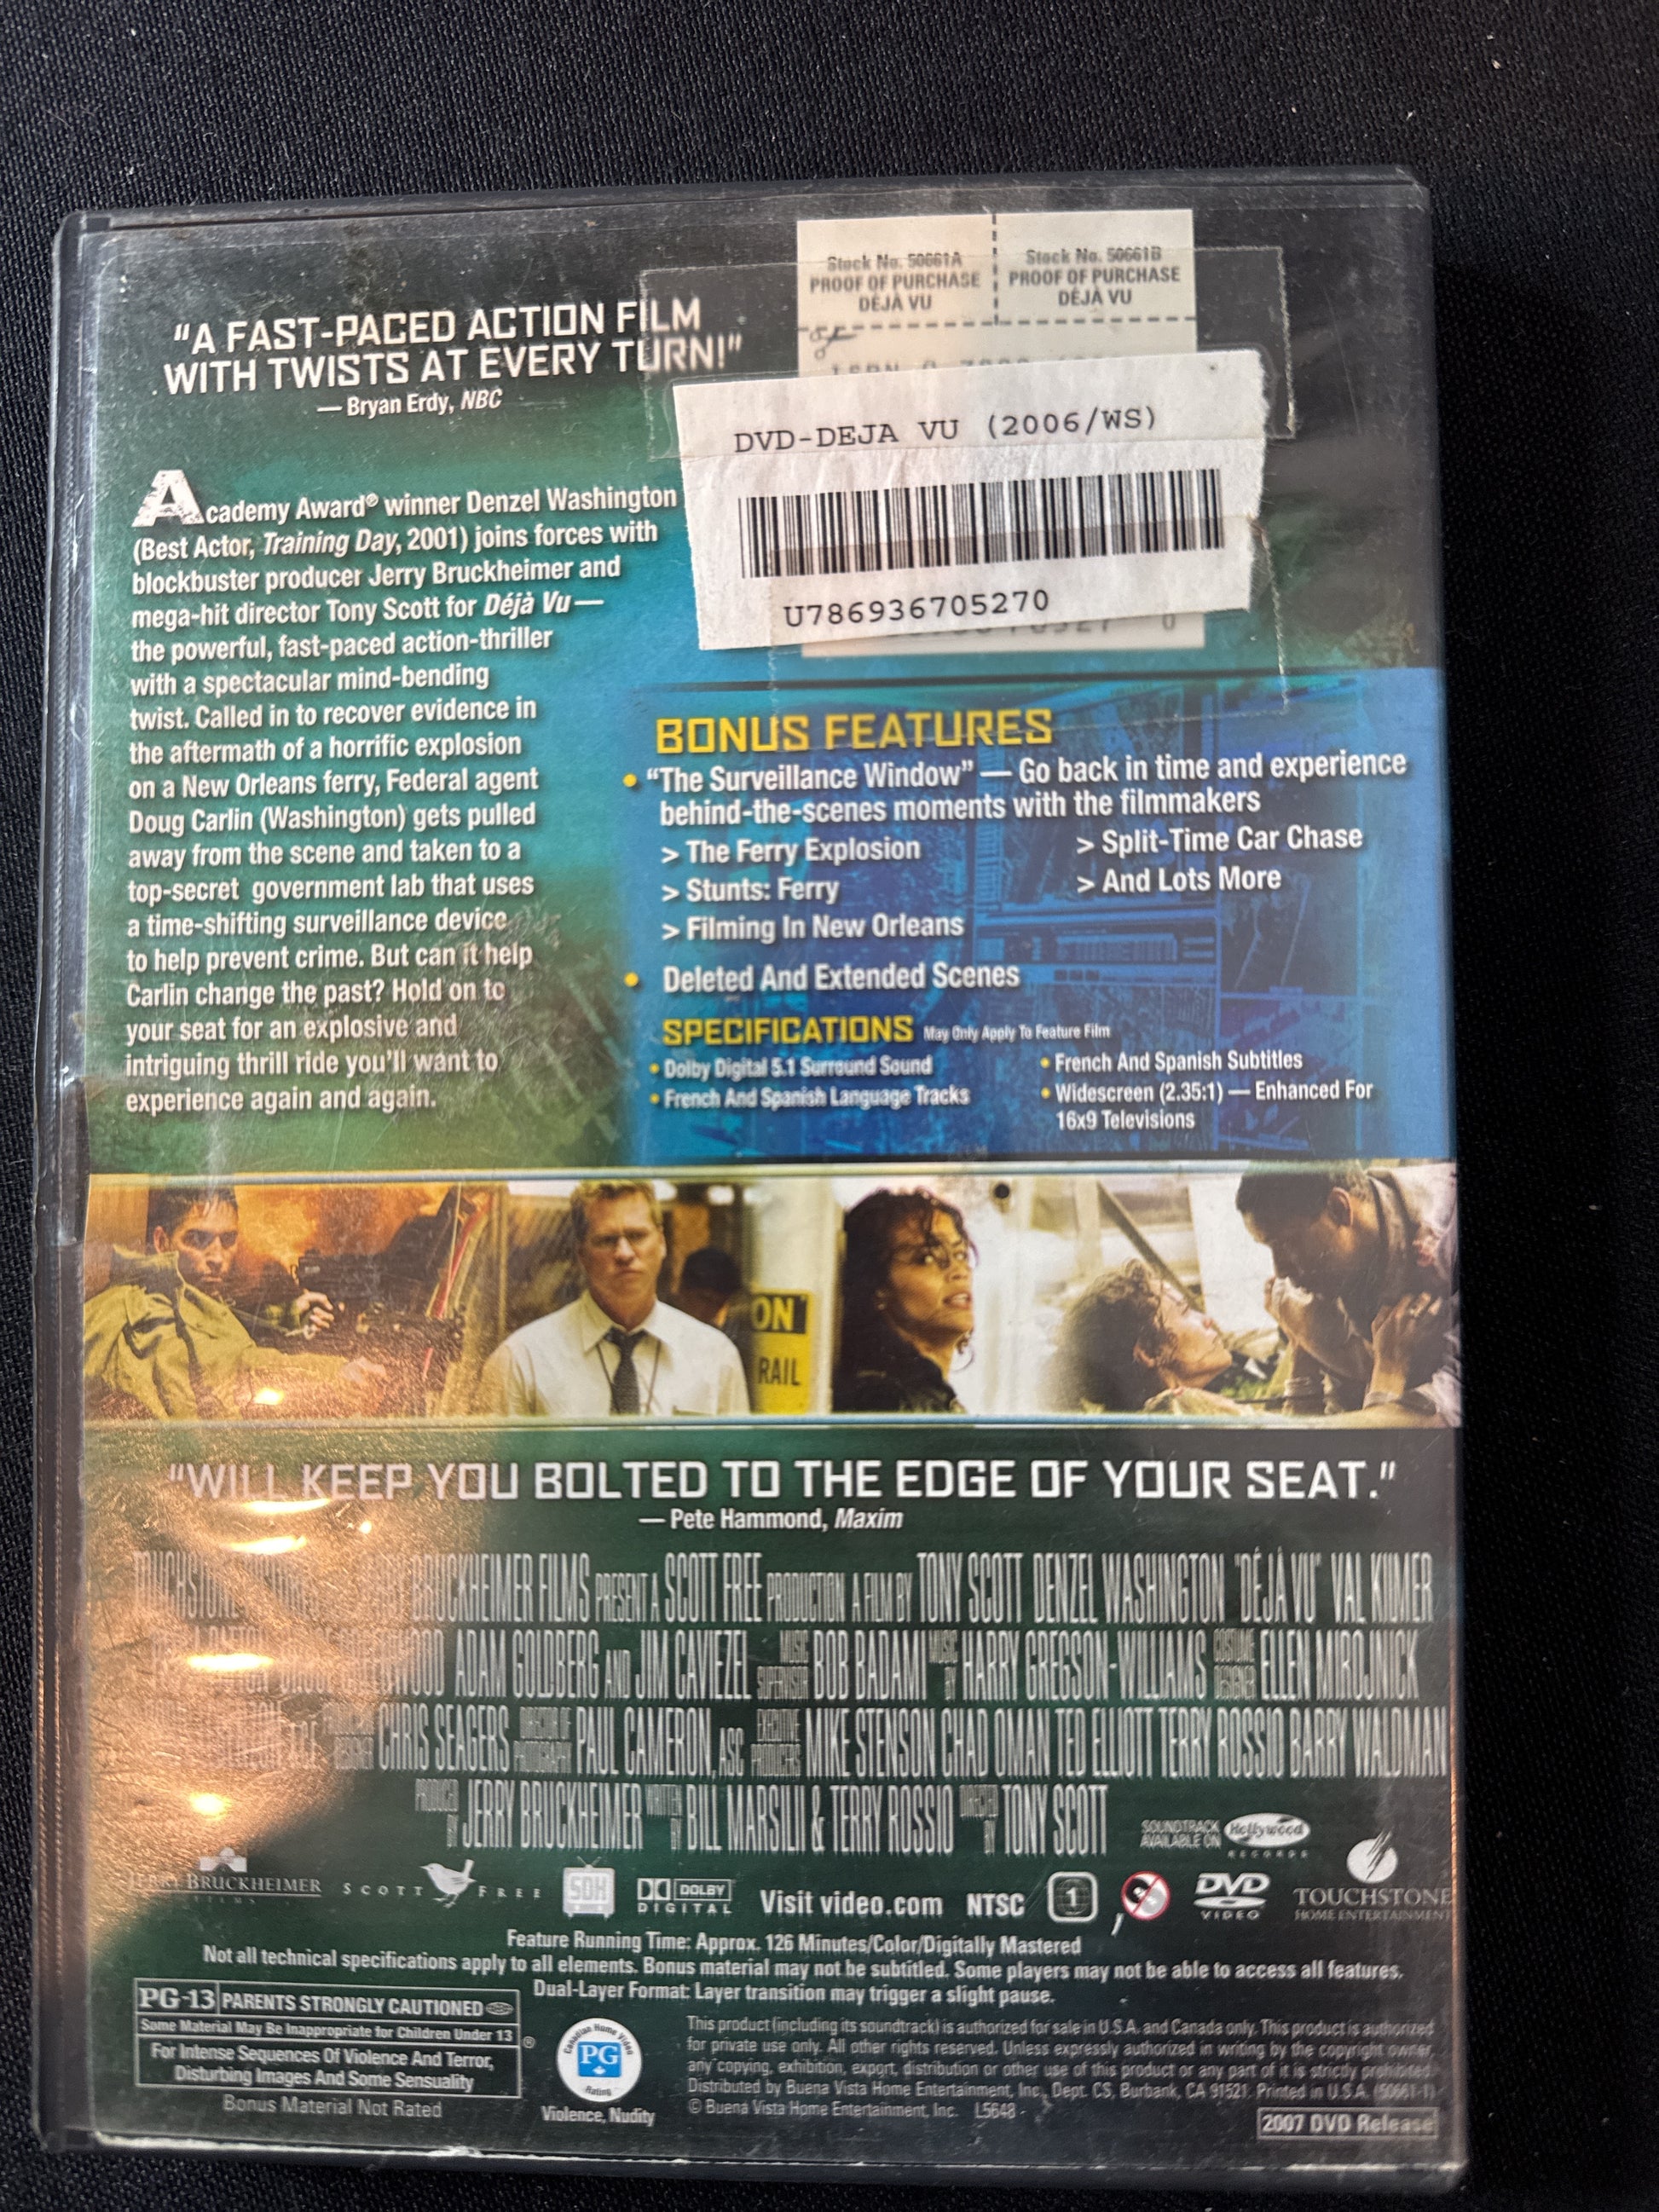 Stock No. 50661A
PROOF OF PURCHASE
DÉJÀ VU
Stock No. 50661B
PROOF OF PURCHASE
DÉJÀ VU
"A FAST-PACED ACTION FILM
WITH TWISTS AT EVERY TURN!"
— Bryan Erdy, NBC
DVD-DEJA VU (2006/WS)
U786936705270
Academy Award® winner Denzel Washington
(Best Actor, Training Day, 2001) joins forces with
blockbuster producer Jerry Bruckheimer and
mega-hit director Tony Scott for Déjà Vu —
the powerful, fast-paced action-thriller
with a spectacular mind-bending
twist. Called in to recover evidence in
the aftermath of a horrific explosion
on a New Orleans ferry, Federal agent
Doug Carlin (Washington) gets pulled
away from the scene and taken to a
top-secret government lab that uses
a time-shifting surveillance device
to help prevent crime. But can it help
Carlin change the past? Hold on to
your seat for an explosive and
intriguing thrill ride you'll want to
experience again and again.
BONUS FEATURES
• "The Surveillance Window" — Go back in time and experience
behind-the-scenes moments with the filmmakers
> The Ferry Explosion
> Stunts: Ferry
> Filming In New Orleans
> Split-Time Car Chase
> And Lots More
• Deleted And Extended Scenes
SPECIFICATIONS May Only Apply To Feature Film
• Dolby Digital 5.1 Surround Sound
• French And Spanish Language Tracks
• French And Spanish Subtitles
• Widescreen (2.35:1) — Enhanced For
16x9 Televisions
ON
RAIL
"WILL KEEP YOU BOLTED TO THE EDGE OF YOUR SEAT."
— Pete Hammond, Maxim
BRUCKHEIMER FILMS PRESENT A SCOTT FREE PRODUCTION A FILM BY TONY SCOTT DENZEL WASHINGTON "DÉJÀ VU" VAL KILMER
ADAM GOLDBERG AND JIM CAVIEZEL MUSIC SUPERVISOR BOB BADAMI MUSIC BY HARRY GREGSON-WILLIAMS COSTUME DESIGNER ELLEN MIROJNICK
CHRIS SEAGERS DIRECTOR OF PHOTOGRAPHY PAUL CAMERON, ASC EXECUTIVE PRODUCERS MIKE STENSON CHAD OMAN TED ELLIOTT TERRY ROSSIO BARRY WALDMAN
PRODUCED BY JERRY BRUCKHEIMER WRITTEN BY BILL MARSILII & TERRY ROSSIO DIRECTED BY TONY SCOTT
SOUNDTRACK
AVAILABLE ON
Hollywood
RECORDS
JERRY BRUCKHEIMER
FILMS
SCOTT FREE
SDH
DOLBY
DIGITAL
Visit video.com
NTSC
1
DVD
VIDEO
TOUCHSTONE
HOME ENTERTAINMENT
Feature Running Time: Approx. 126 Minutes/Color/Digitally Mastered
Not all technical specifications apply to all elements. Bonus material may not be subtitled. Some players may not be able to access all features.
Dual-Layer Format: Layer transition may trigger a slight pause.
PG-13 PARENTS STRONGLY CAUTIONED
Some Material May Be Inappropriate for Children Under 13
®
For Intense Sequences Of Violence And Terror,
Disturbing Images And Some Sensuality
Bonus Material Not Rated
Canadian Home Video
PG
Rating
Violence, Nudity
This product (including its soundtrack) is authorized for sale in U.S.A. and Canada only. This product is authorized
for private use only. All other rights reserved. Unless expressly authorized in writing by the copyright owner,
any copying, exhibition, export, distribution or other use of this product or any part of it is strictly prohibited.
Distributed by Buena Vista Home Entertainment, Inc., Dept. CS, Burbank, CA 91521. Printed in U.S.A. (50661-1)
© Buena Vista Home Entertainment, Inc. L5648
2007 DVD Release